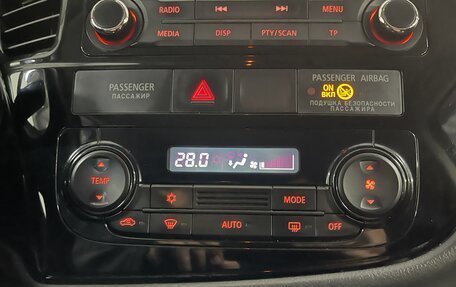 RADIO
MENU
MEDIA DISP PTY/SCAN TP
PASSENGER
ПАССАЖИР
PASSENGER AIRBAG
ON
ВКЛ
ПОДУШКА БЕЗОПАСНОСТИ
ПАССАЖИРА
28.0
TEMP
MODE
AUTO
OFF